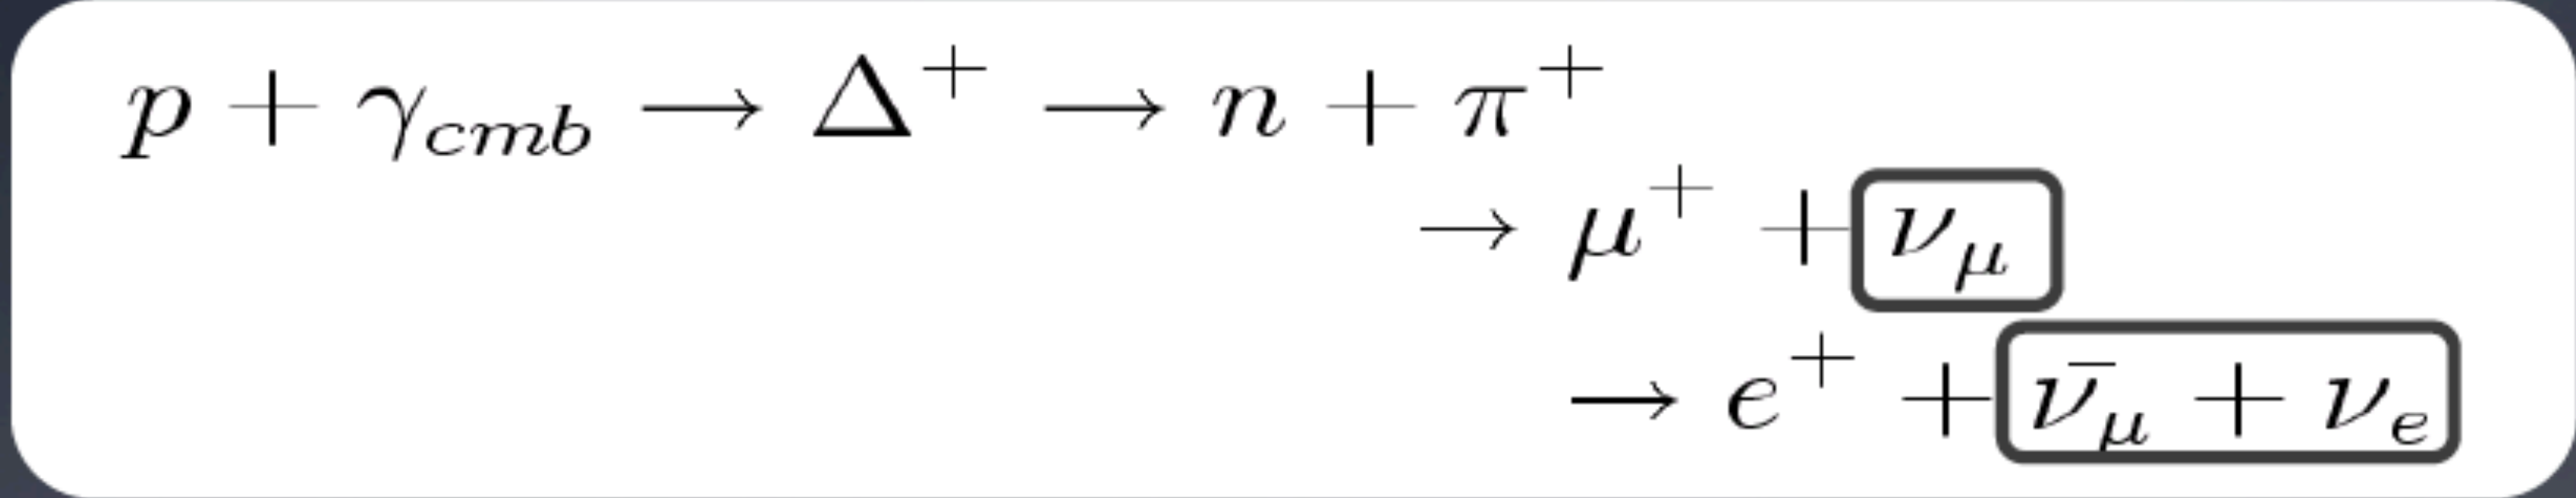 p + γ_cmb → Δ⁺ → n + π⁺
→ μ⁺ + ν_μ
→ e⁺ + ν̄_μ + ν_e